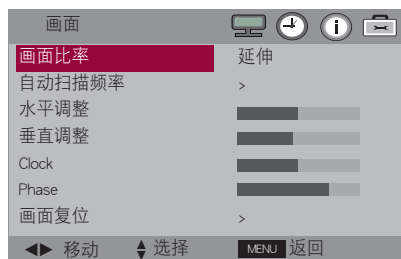 画面
画面比率 延伸
自动扫描频率 >
水平调整
垂直调整
Clock
Phase
画面复位 >
◀▶ 移动 ▲▼ 选择 MENU 返回